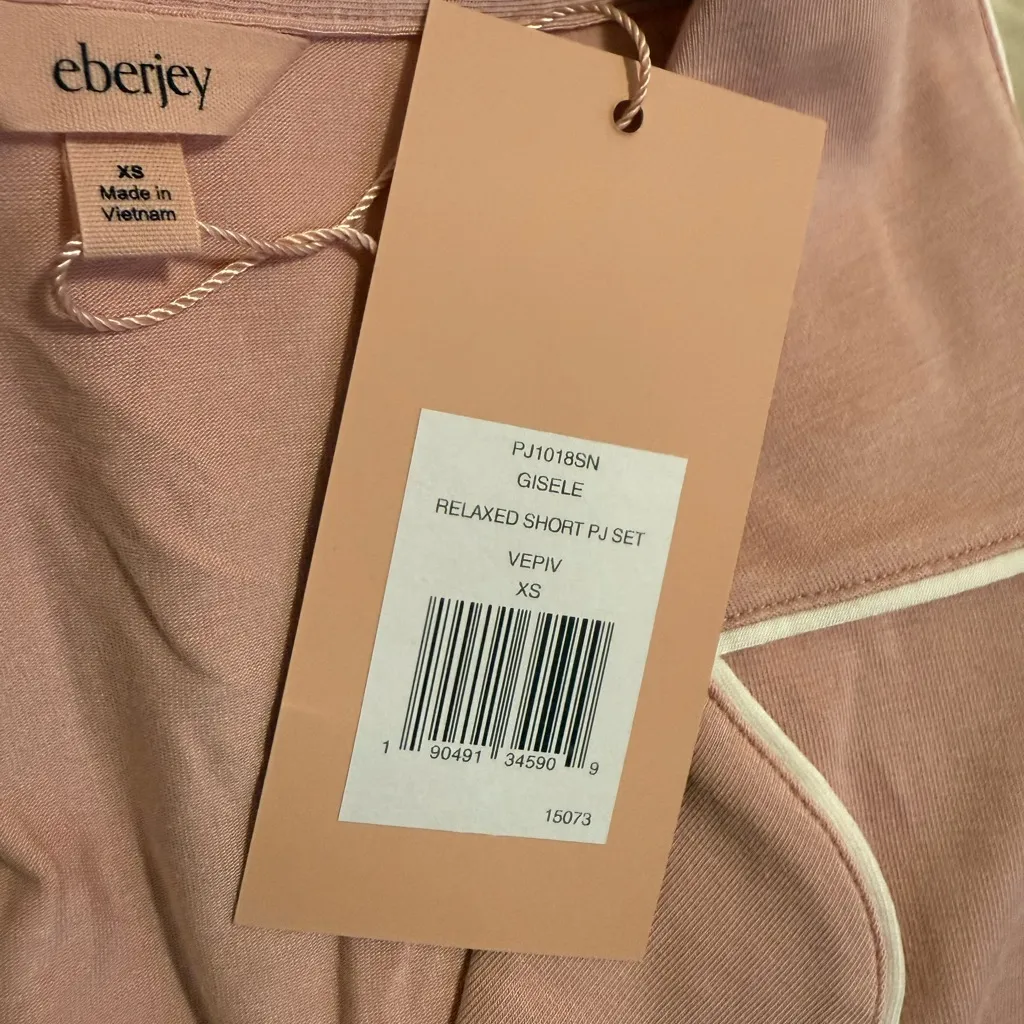 eberjey
XS
Made in
Vietnam
PJ1018SN
GISELE
RELAXED SHORT PJ SET
VEPIV
XS
1 90491 34590 9
15073